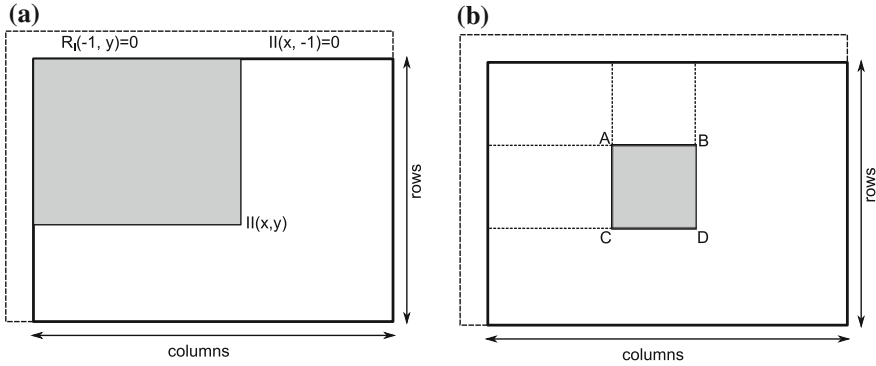 (a)
R_I(-1, y)=0 II(x, -1)=0
II(x,y)
rows
columns
(b)
A B
C D
rows
columns